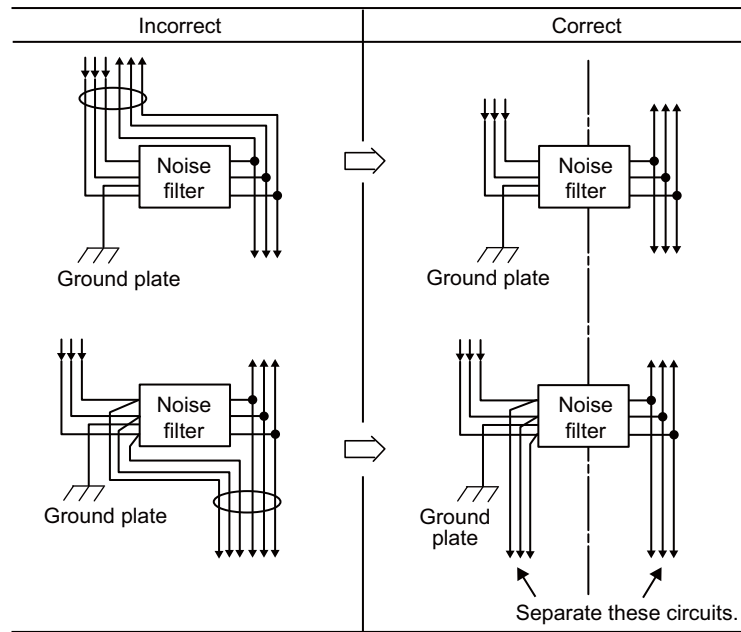 Incorrect
Correct
Noise
filter
Ground plate
Noise
filter
Ground plate
Noise
filter
Ground plate
Noise
filter
Ground
plate
Separate these circuits.